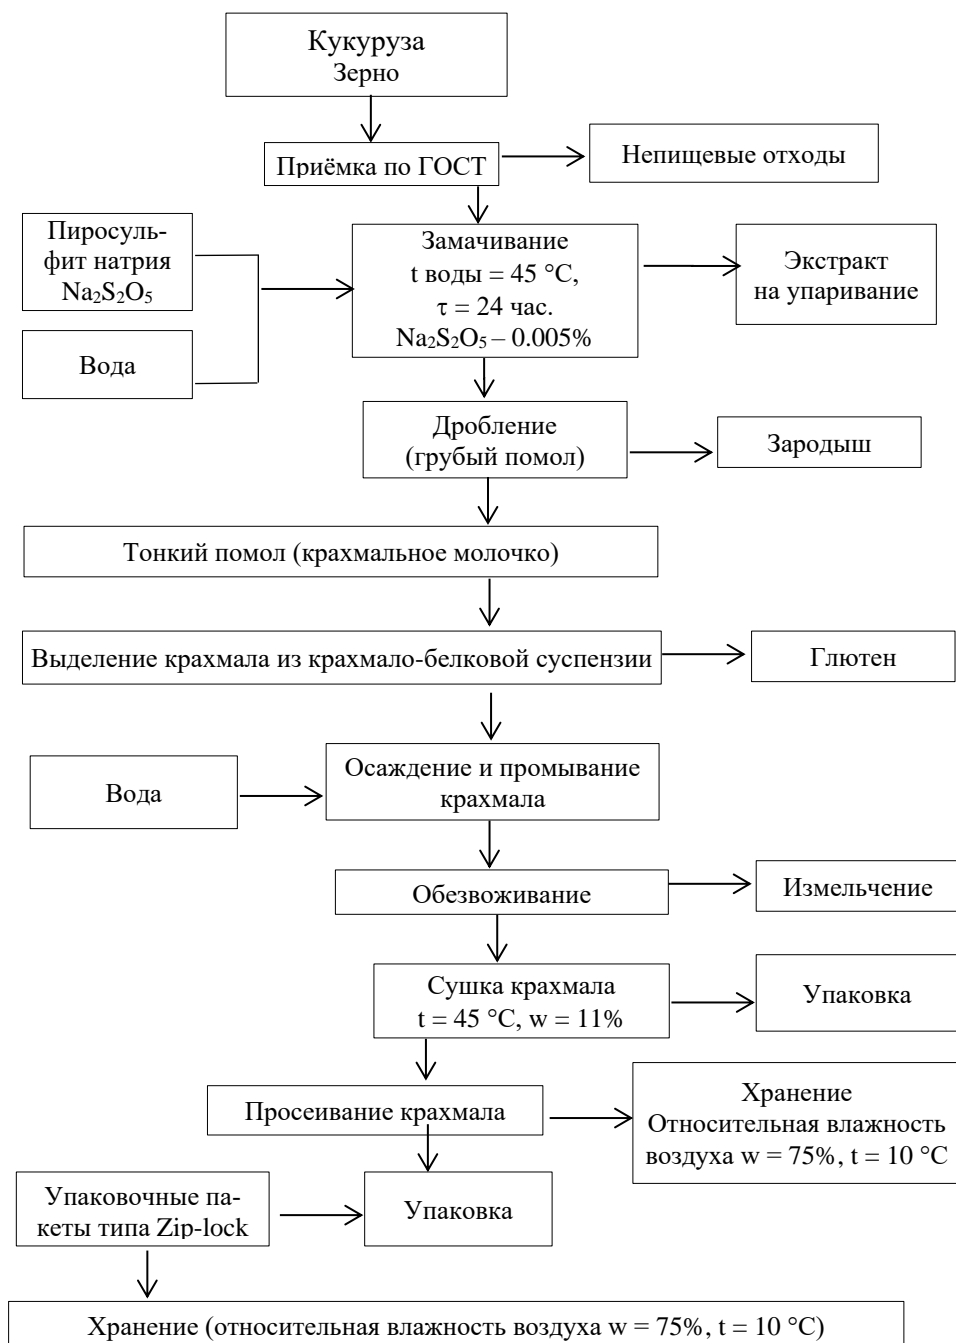 Кукуруза
Зерно
Приёмка по ГОСТ
Непищевые отходы
Пиросуль-
фит натрия
Na₂S₂O₅
Вода
Замачивание
t воды = 45 °C,
τ = 24 час.
Na₂S₂O₅ – 0.005%
Экстракт
на упаривание
Дробление
(грубый помол)
Зародыш
Тонкий помол (крахмальное молочко)
Выделение крахмала из крахмало-белковой суспензии
Глютен
Вода
Осаждение и промывание
крахмала
Обезвоживание
Измельчение
Сушка крахмала
t = 45 °C, w = 11%
Упаковка
Просеивание крахмала
Хранение
Относительная влажность
воздуха w = 75%, t = 10 °C
Упаковочные па-
кеты типа Zip-lock
Упаковка
Хранение (относительная влажность воздуха w = 75%, t = 10 °C)